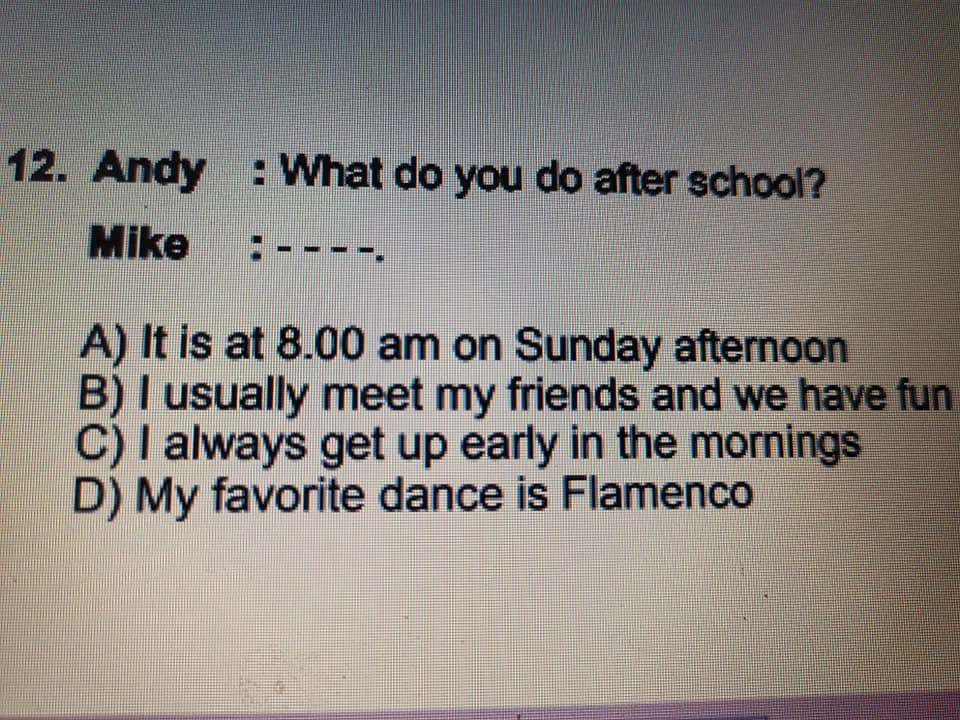 12. Andy : What do you do after school?
Mike : ----.
A) It is at 8.00 am on Sunday afternoon
B) I usually meet my friends and we have fun
C) I always get up early in the mornings
D) My favorite dance is Flamenco